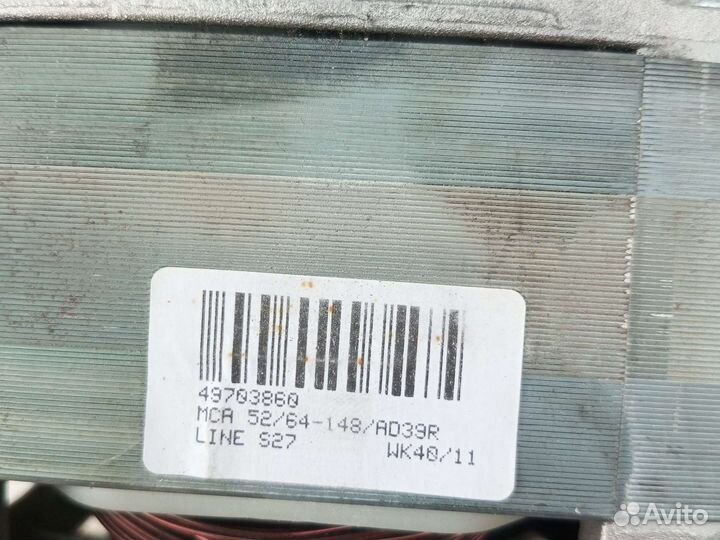 49703860
MCA 52/64-148/AD39R
LINE S27 WK40/11
Avito